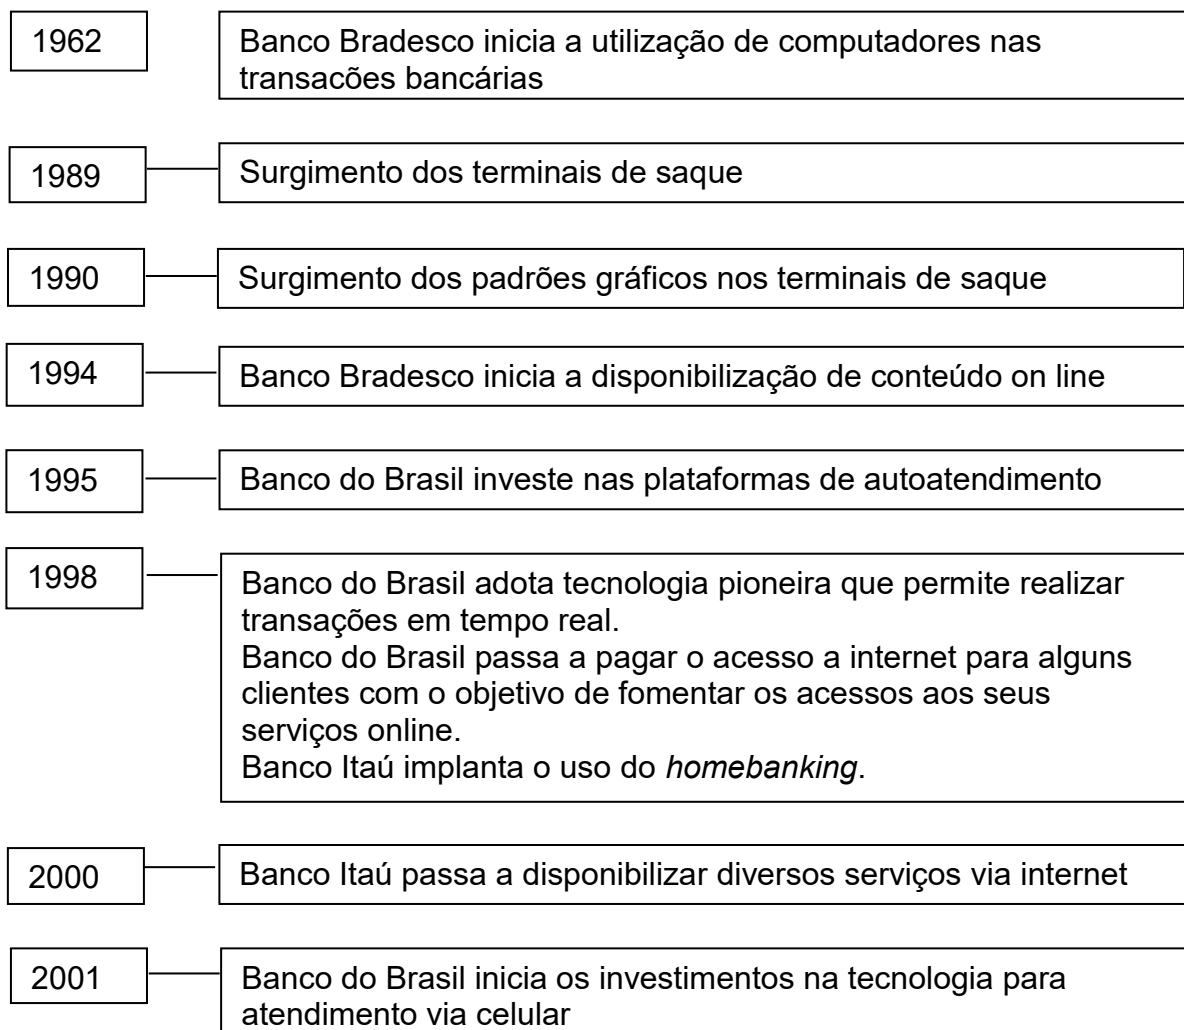 1962
Banco Bradesco inicia a utilização de computadores nas
transacões bancárias
1989
Surgimento dos terminais de saque
1990
Surgimento dos padrões gráficos nos terminais de saque
1994
Banco Bradesco inicia a disponibilização de conteúdo on line
1995
Banco do Brasil investe nas plataformas de autoatendimento
1998
Banco do Brasil adota tecnologia pioneira que permite realizar
transações em tempo real.
Banco do Brasil passa a pagar o acesso a internet para alguns
clientes com o objetivo de fomentar os acessos aos seus
serviços online.
Banco Itaú implanta o uso do homebanking.
2000
Banco Itaú passa a disponibilizar diversos serviços via internet
2001
Banco do Brasil inicia os investimentos na tecnologia para
atendimento via celular